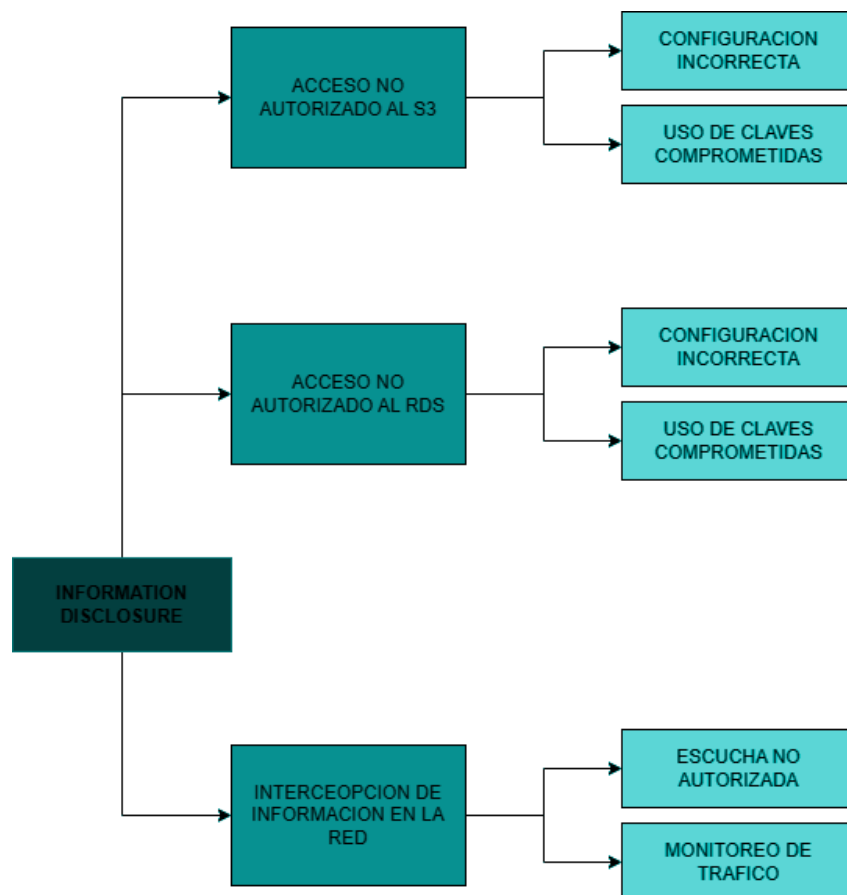 CONFIGURACION
INCORRECTA
ACCESO NO
AUTORIZADO AL S3
USO DE CLAVES
COMPROMETIDAS
CONFIGURACION
INCORRECTA
ACCESO NO
AUTORIZADO AL RDS
USO DE CLAVES
COMPROMETIDAS
INFORMATION
DISCLOSURE
ESCUCHA NO
AUTORIZADA
INTERCEOPCION DE
INFORMACION EN LA
RED
MONITOREO DE
TRAFICO